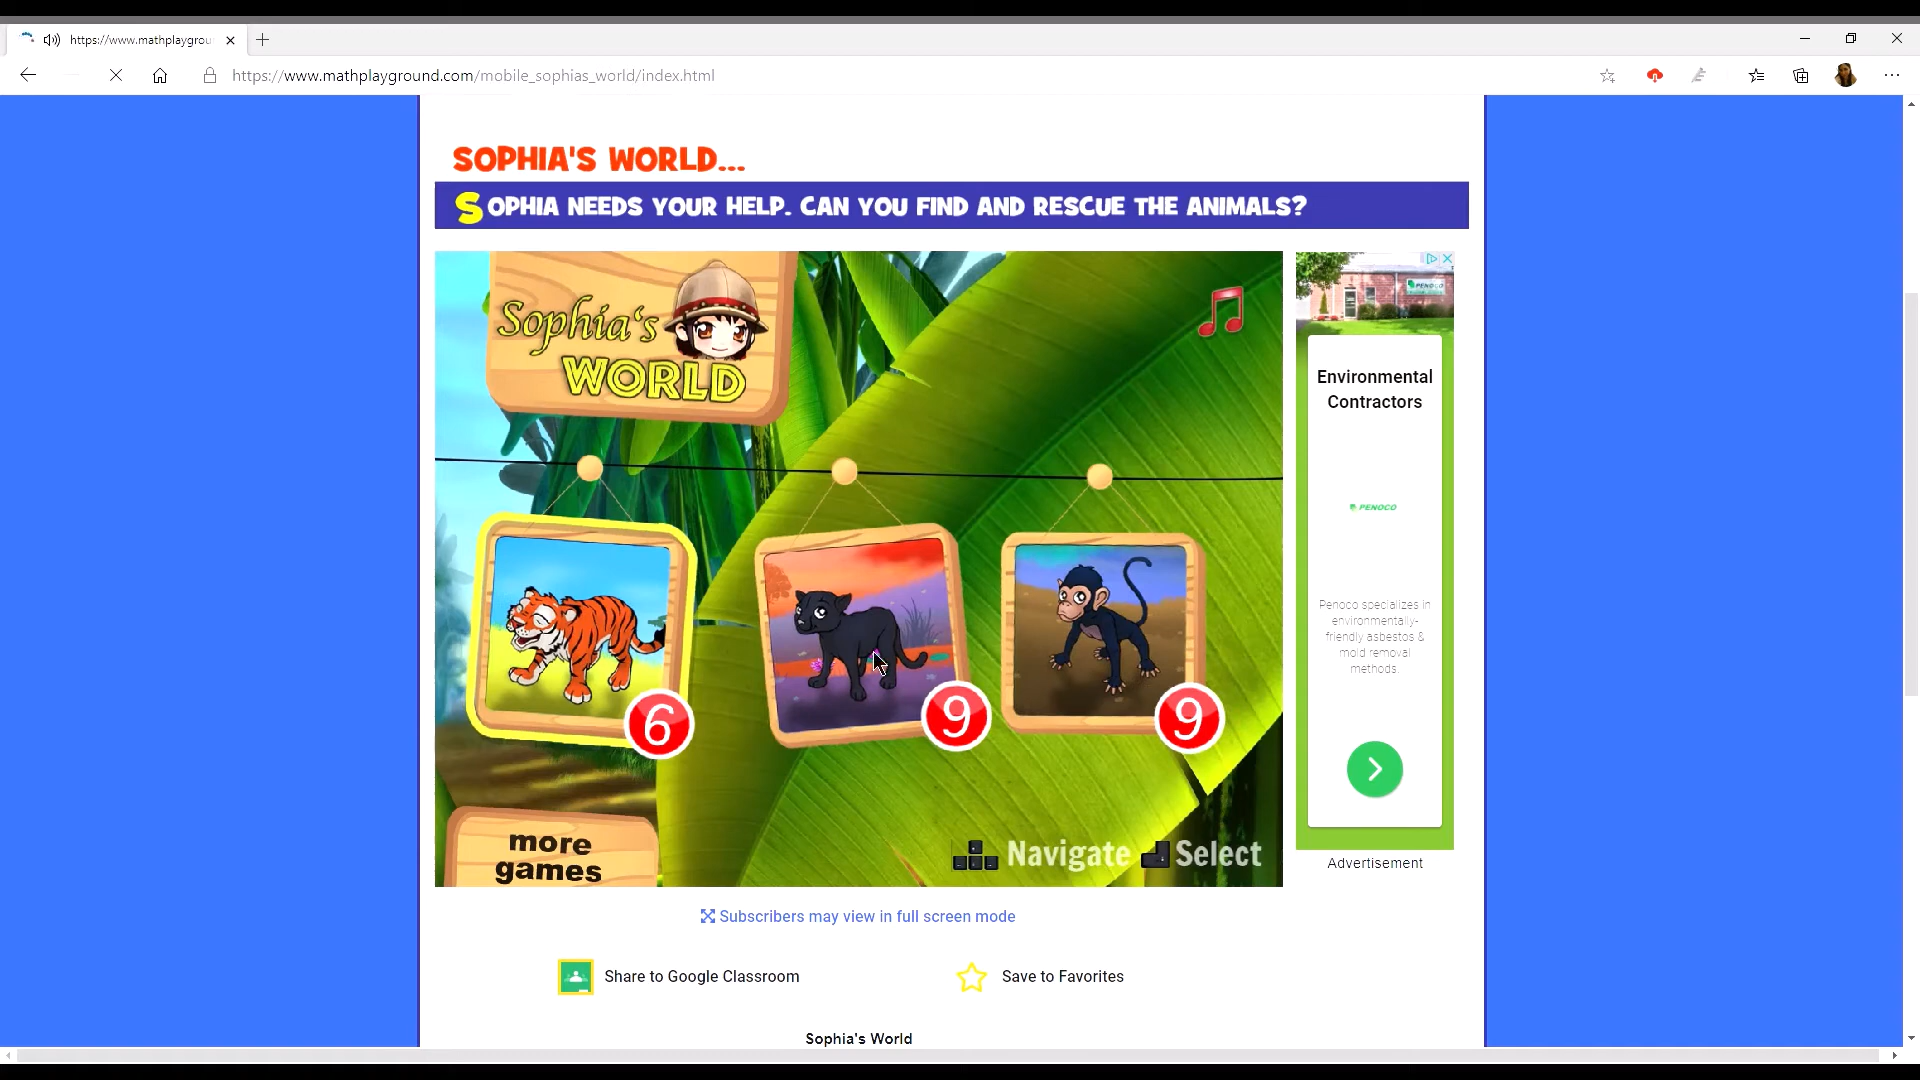 https://www.mathplaygrou
https://www.mathplayground.com/mobile_sophias_world/index.html
SOPHIA'S WORLD...
SOPHIA NEEDS YOUR HELP. CAN YOU FIND AND RESCUE THE ANIMALS?
Sophia's
WORLD
PENOCO
Environmental
Contractors
PENOCO
Penoco specializes in
environmentally-
friendly asbestos &
mold removal
methods.
6
9
9
more
games
Navigate
Select
Advertisement
Subscribers may view in full screen mode
Share to Google Classroom
Save to Favorites
Sophia's World